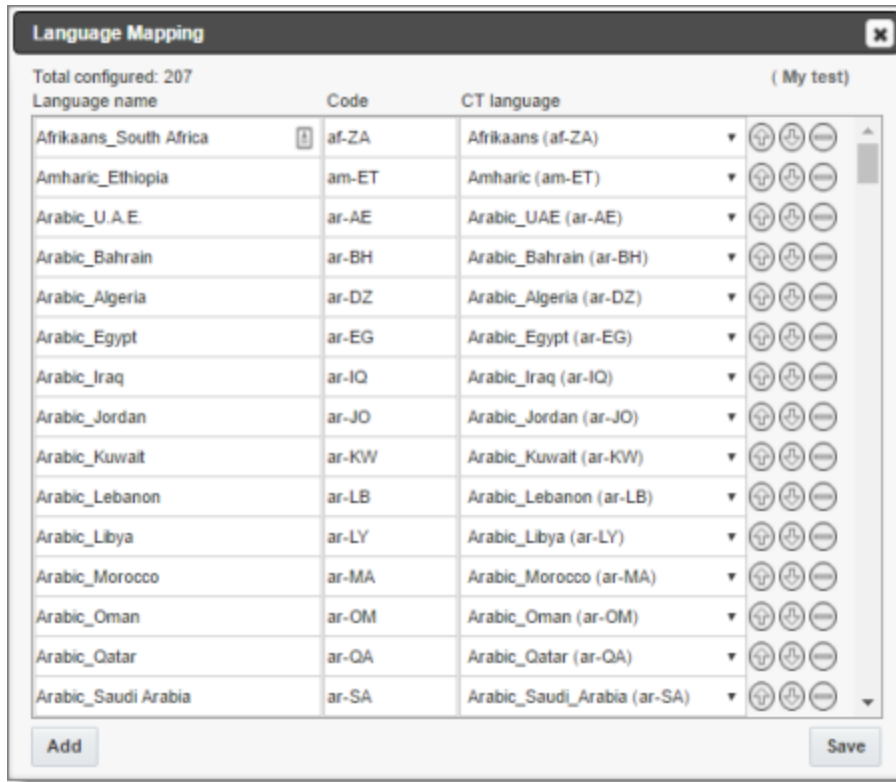 Language Mapping
Total configured: 207 ( My test)
Language name Code CT language
Afrikaans_South Africa af-ZA Afrikaans (af-ZA)
Amharic_Ethiopia am-ET Amharic (am-ET)
Arabic_U.A.E. ar-AE Arabic_UAE (ar-AE)
Arabic_Bahrain ar-BH Arabic_Bahrain (ar-BH)
Arabic_Algeria ar-DZ Arabic_Algeria (ar-DZ)
Arabic_Egypt ar-EG Arabic_Egypt (ar-EG)
Arabic_Iraq ar-IQ Arabic_Iraq (ar-IQ)
Arabic_Jordan ar-JO Arabic_Jordan (ar-JO)
Arabic_Kuwait ar-KW Arabic_Kuwait (ar-KW)
Arabic_Lebanon ar-LB Arabic_Lebanon (ar-LB)
Arabic_Libya ar-LY Arabic_Libya (ar-LY)
Arabic_Morocco ar-MA Arabic_Morocco (ar-MA)
Arabic_Oman ar-OM Arabic_Oman (ar-OM)
Arabic_Qatar ar-QA Arabic_Qatar (ar-QA)
Arabic_Saudi Arabia ar-SA Arabic_Saudi_Arabia (ar-SA)
Add Save